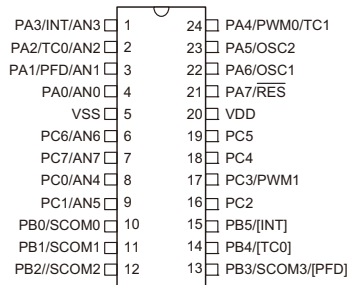 PA3/INT/AN3 1 24 PA4/PWM0/TC1
PA2/TC0/AN2 2 23 PA5/OSC2
PA1/PFD/AN1 3 22 PA6/OSC1
PA0/AN0 4 21 PA7/RES
VSS 5 20 VDD
PC6/AN6 6 19 PC5
PC7/AN7 7 18 PC4
PC0/AN4 8 17 PC3/PWM1
PC1/AN5 9 16 PC2
PB0/SCOM0 10 15 PB5/[INT]
PB1/SCOM1 11 14 PB4/[TC0]
PB2//SCOM2 12 13 PB3/SCOM3/[PFD]